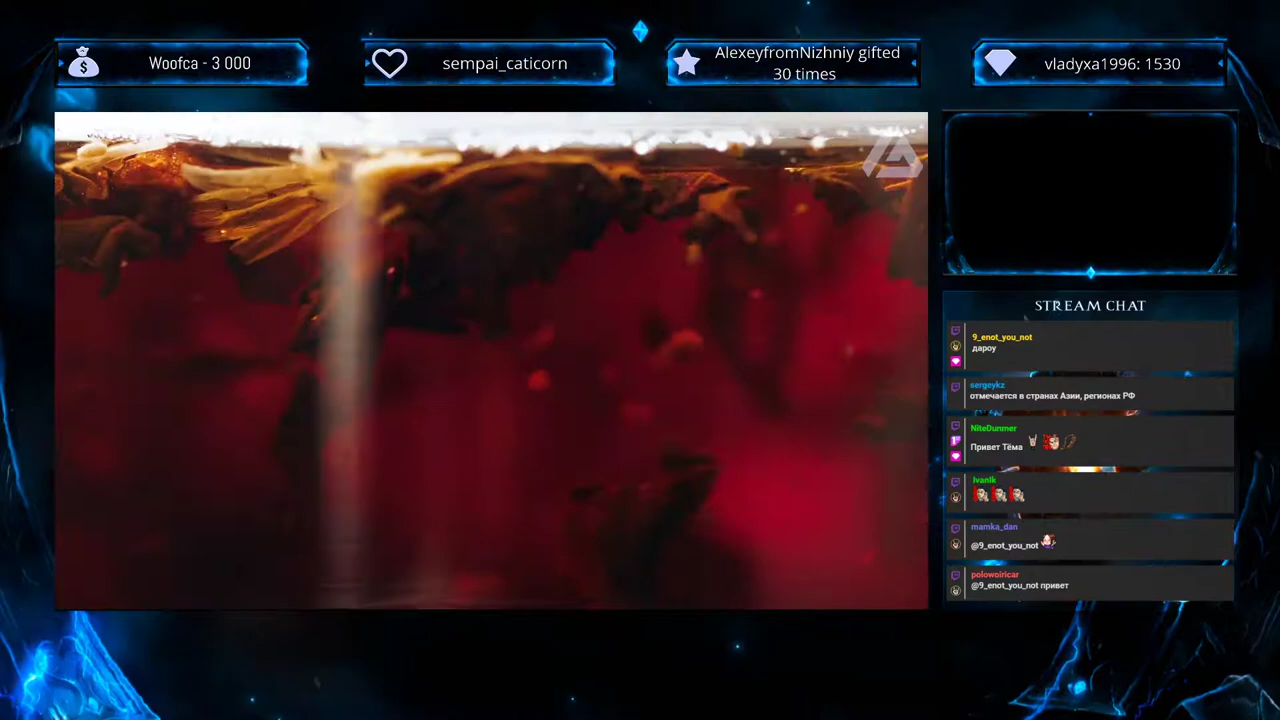 Woofca - 3 000
sempai_caticorn
AlexeyfromNizhniy gifted
30 times
vladyxa1996: 1530
STREAM CHAT
9_enot_you_not
дароу
sergeykz
отмечается в странах Азии, регионах РФ
NiteDunmer
Привет Тёма
Ivanik
mamka_dan
@9_enot_you_not
polowoiricar
@9_enot_you_not привет